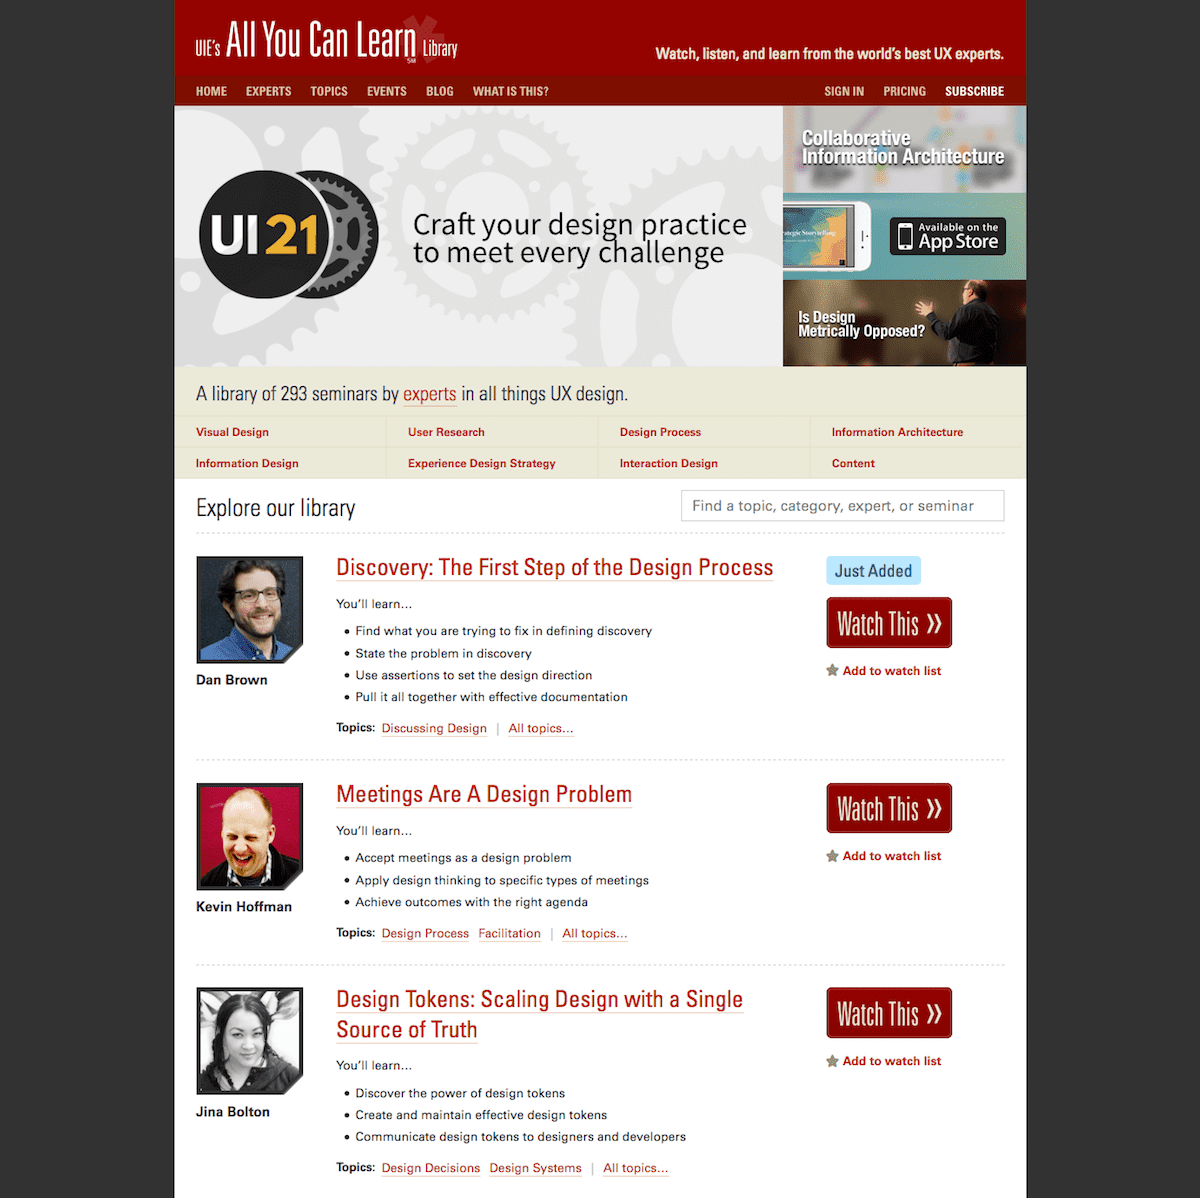 UIE's All You Can Learn Library
SM
Watch, listen, and learn from the world's best UX experts.
HOME EXPERTS TOPICS EVENTS BLOG WHAT IS THIS? SIGN IN PRICING SUBSCRIBE
UI21
Craft your design practice
to meet every challenge
Collaborative
Information Architecture
Storytelling
Available on the
App Store
Is Design
Metrically Opposed?
A library of 293 seminars by experts in all things UX design.
Visual Design User Research Design Process Information Architecture
Information Design Experience Design Strategy Interaction Design Content
Explore our library
Find a topic, category, expert, or seminar
Dan Brown
Discovery: The First Step of the Design Process
You'll learn...
• Find what you are trying to fix in defining discovery
• State the problem in discovery
• Use assertions to set the design direction
• Pull it all together with effective documentation
Topics: Discussing Design | All topics...
Just Added
Watch This »
Add to watch list
Kevin Hoffman
Meetings Are A Design Problem
You'll learn...
• Accept meetings as a design problem
• Apply design thinking to specific types of meetings
• Achieve outcomes with the right agenda
Topics: Design Process Facilitation | All topics...
Watch This »
Add to watch list
Jina Bolton
Design Tokens: Scaling Design with a Single
Source of Truth
You'll learn...
• Discover the power of design tokens
• Create and maintain effective design tokens
• Communicate design tokens to designers and developers
Topics: Design Decisions Design Systems | All topics...
Watch This »
Add to watch list